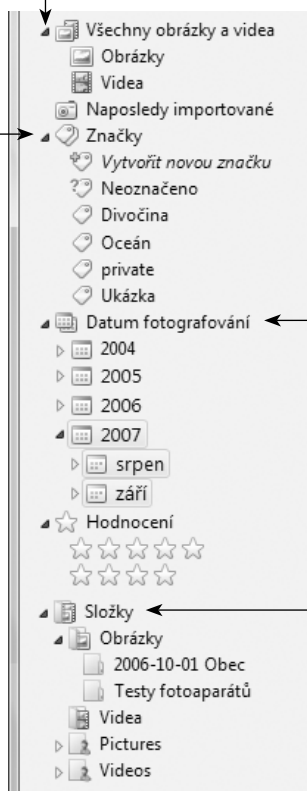 Všechny obrázky a videa
Obrázky
Videa
Naposledy importované
Značky
Vytvořit novou značku
Neoznačeno
Divočina
Oceán
private
Ukázka
Datum fotografování
2004
2005
2006
2007
srpen
září
Hodnocení
Složky
Obrázky
2006-10-01 Obec
Testy fotoaparátů
Videa
Pictures
Videos